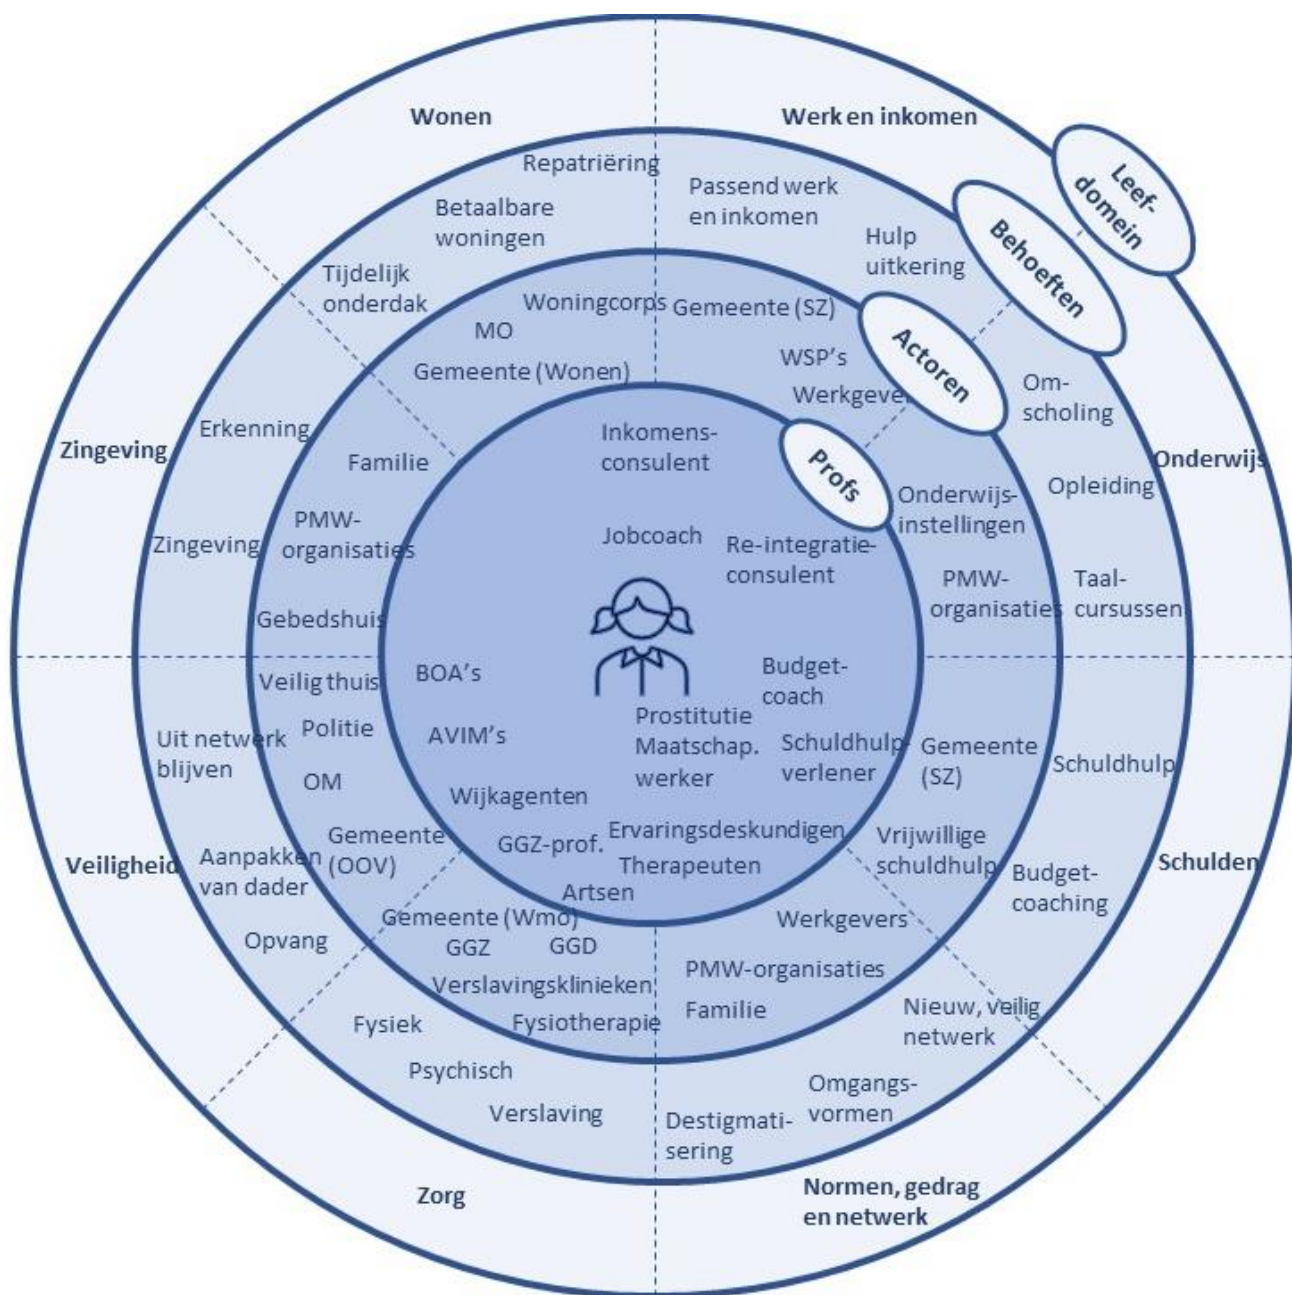 Wonen
Werk en inkomen
Leef-
domein
Repatriëring
Passend werk
en inkomen
Behoeften
Betaalbare
woningen
Hulp
uitkering
Tijdelijk
onderdak
Woningcorps
Gemeente (SZ)
MO
Actoren
WSP's
Gemeente (Wonen)
Werkgever
Om-
scholing
Erkenning
Zingeving
Familie
Inkomens-
consulent
Profs
Onderwijs
Opleiding
Onderwijs-
instellingen
PMW-
organisaties
Zingeving
Jobcoach
Re-integratie-
consulent
PMW-
organisaties
Taal-
cursussen
Gebedshuis
Veilig thuis
BOA's
Budget-
coach
Politie
Uit netwerk
blijven
AVIM's
Prostitutie
Maatschap.
werker
Schuldhulp-
verlener
Gemeente
(SZ)
Schuldhulp
OM
Wijkagenten
Gemeente
(OOV)
GGZ-prof.
Ervaringsdeskundigen
Therapeuten
Vrijwillige
schuldhulp
Veiligheid
Aanpakken
van dader
Schulden
Budget-
coaching
Artsen
Gemeente (Wmo)
GGZ
GGD
Werkgevers
Opvang
PMW-organisaties
Verslavingsklinieken
Familie
Fysiotherapie
Fysiek
Nieuw, veilig
netwerk
Psychisch
Omgangs-
vormen
Verslaving
Destigmati-
sering
Zorg
Normen, gedrag
en netwerk